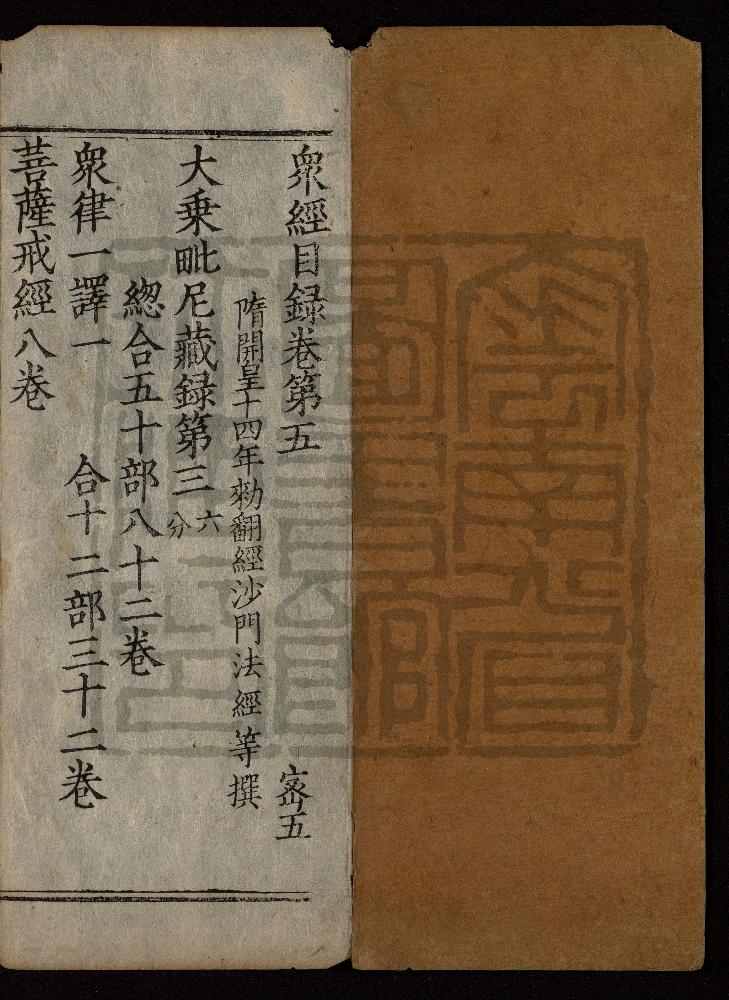 衆經目録卷第五　密五
隋開皇十四年勑翻經沙門法經等撰
大乗毗尼藏録第三六分
緫合五十部八十二卷
衆律一譯一　合十二部三十二卷
菩薩戒經八卷